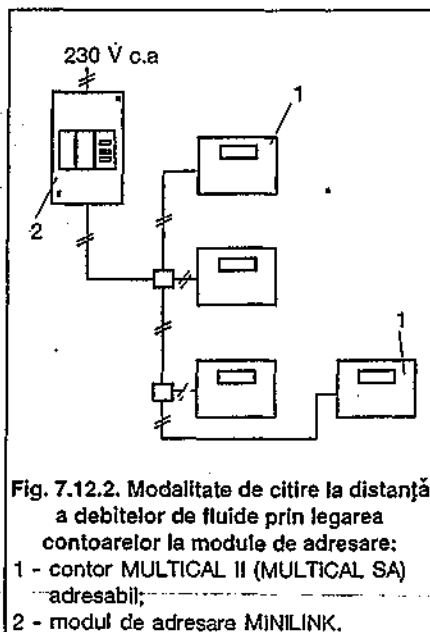 230 V c.a
1
2
1
Fig. 7.12.2. Modalitate de citire la distanță
a debitelor de fluide prin legarea
contoarelor la module de adresare:
1 - contor MULTICAL II (MULTICAL SA)
adresabil;
2 - modul de adresare MINILINK.